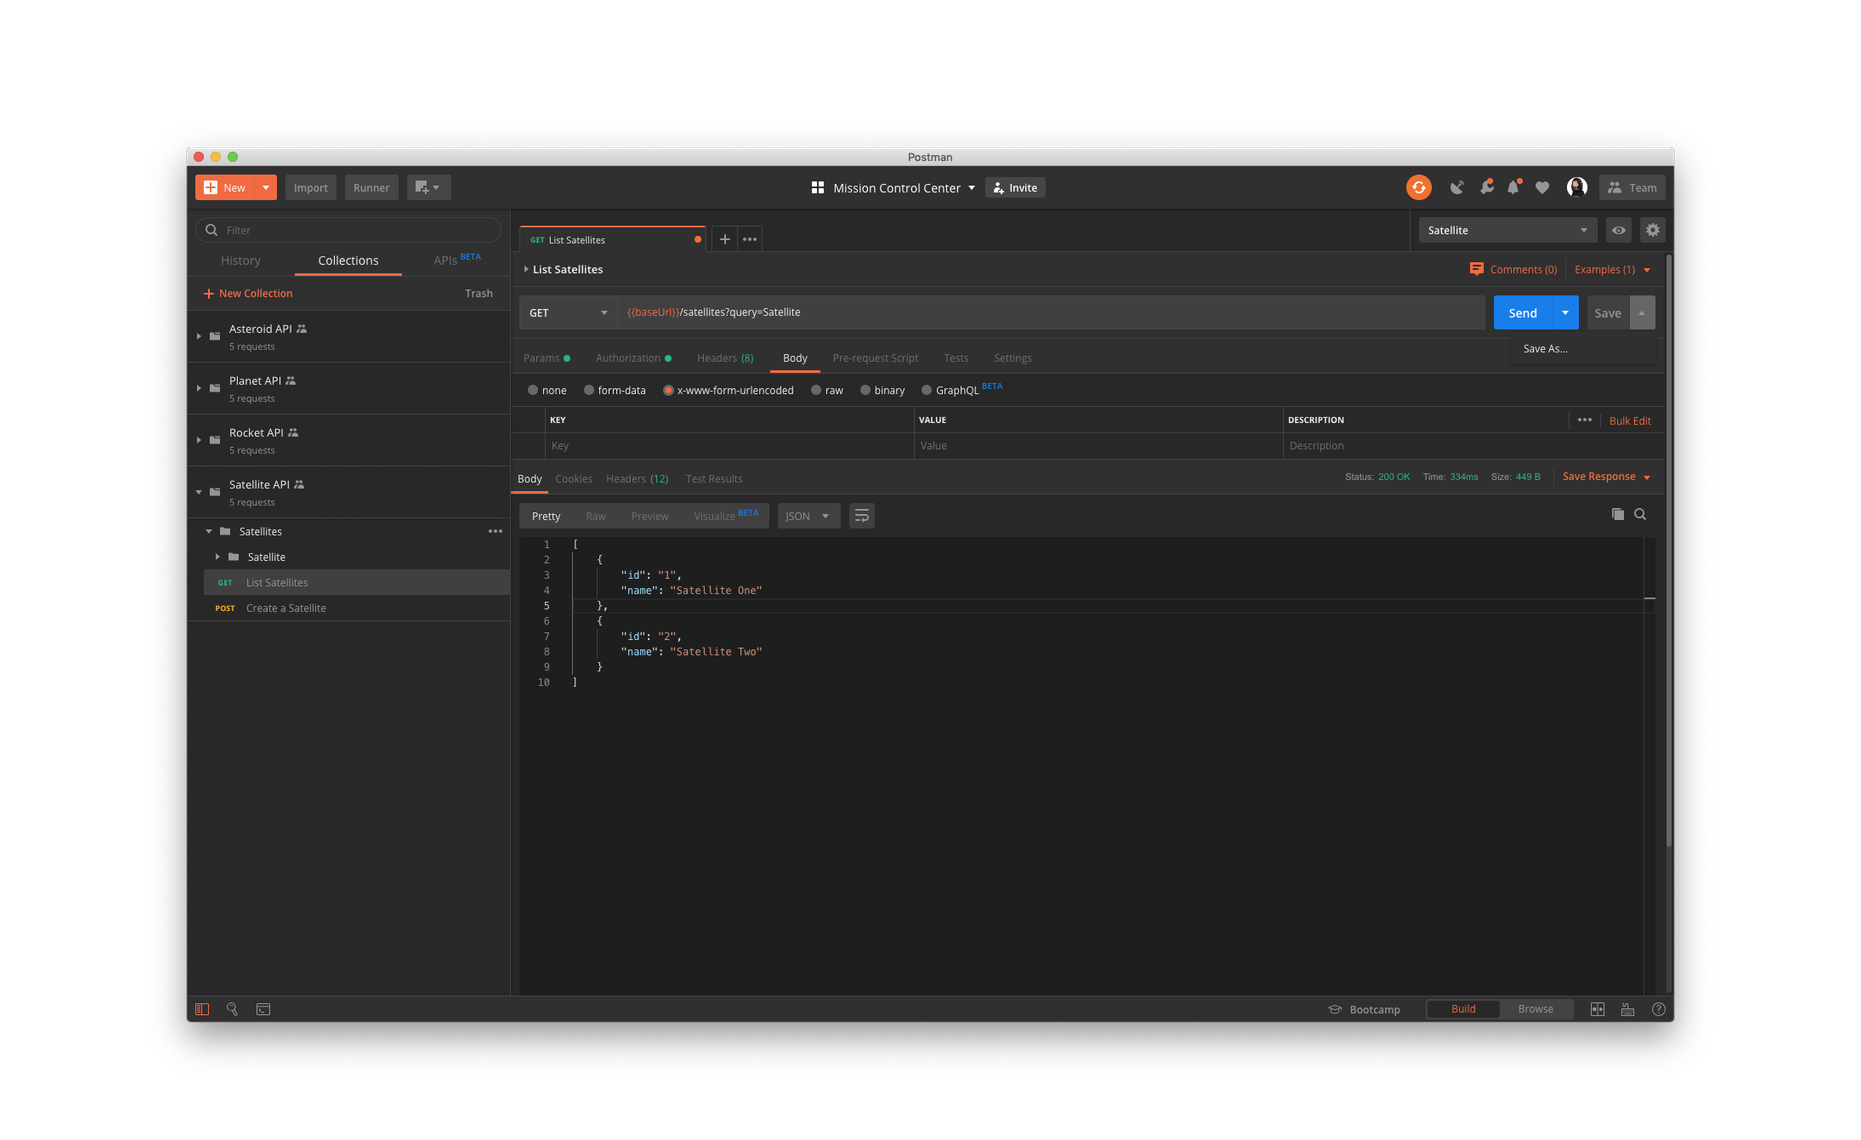 Postman
New
Import
Runner
Mission Control Center
Invite
Team
Filter
History
Collections
APIs BETA
New Collection
Trash
Asteroid API
5 requests
Planet API
5 requests
Rocket API
5 requests
Satellite API
5 requests
Satellites
Satellite
GET List Satellites
POST Create a Satellite
GET List Satellites
Satellite
List Satellites
Comments (0)
Examples (1)
GET
{{baseUrl}}/satellites?query=Satellite
Send
Save
Save As...
Params
Authorization
Headers (8)
Body
Pre-request Script
Tests
Settings
none
form-data
x-www-form-urlencoded
raw
binary
GraphQL BETA
KEY
VALUE
DESCRIPTION
Bulk Edit
Key
Value
Description
Body
Cookies
Headers (12)
Test Results
Status: 200 OK
Time: 334ms
Size: 449 B
Save Response
Pretty
Raw
Preview
Visualize BETA
JSON
1 [
2 {
3 "id": "1",
4 "name": "Satellite One"
5 },
6 {
7 "id": "2",
8 "name": "Satellite Two"
9 }
10 ]
Bootcamp
Build
Browse